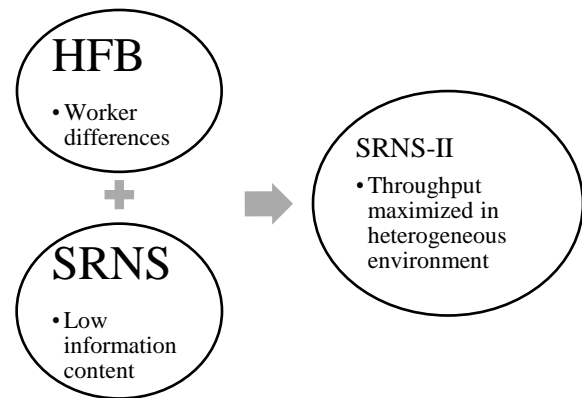 HFB
• Worker
differences
SRNS
• Low
information
content
SRNS-II
• Throughput
maximized in
heterogeneous
environment